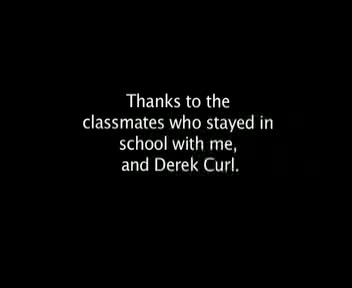 Thanks to the
classmates who stayed in
school with me,
and Derek Curl.